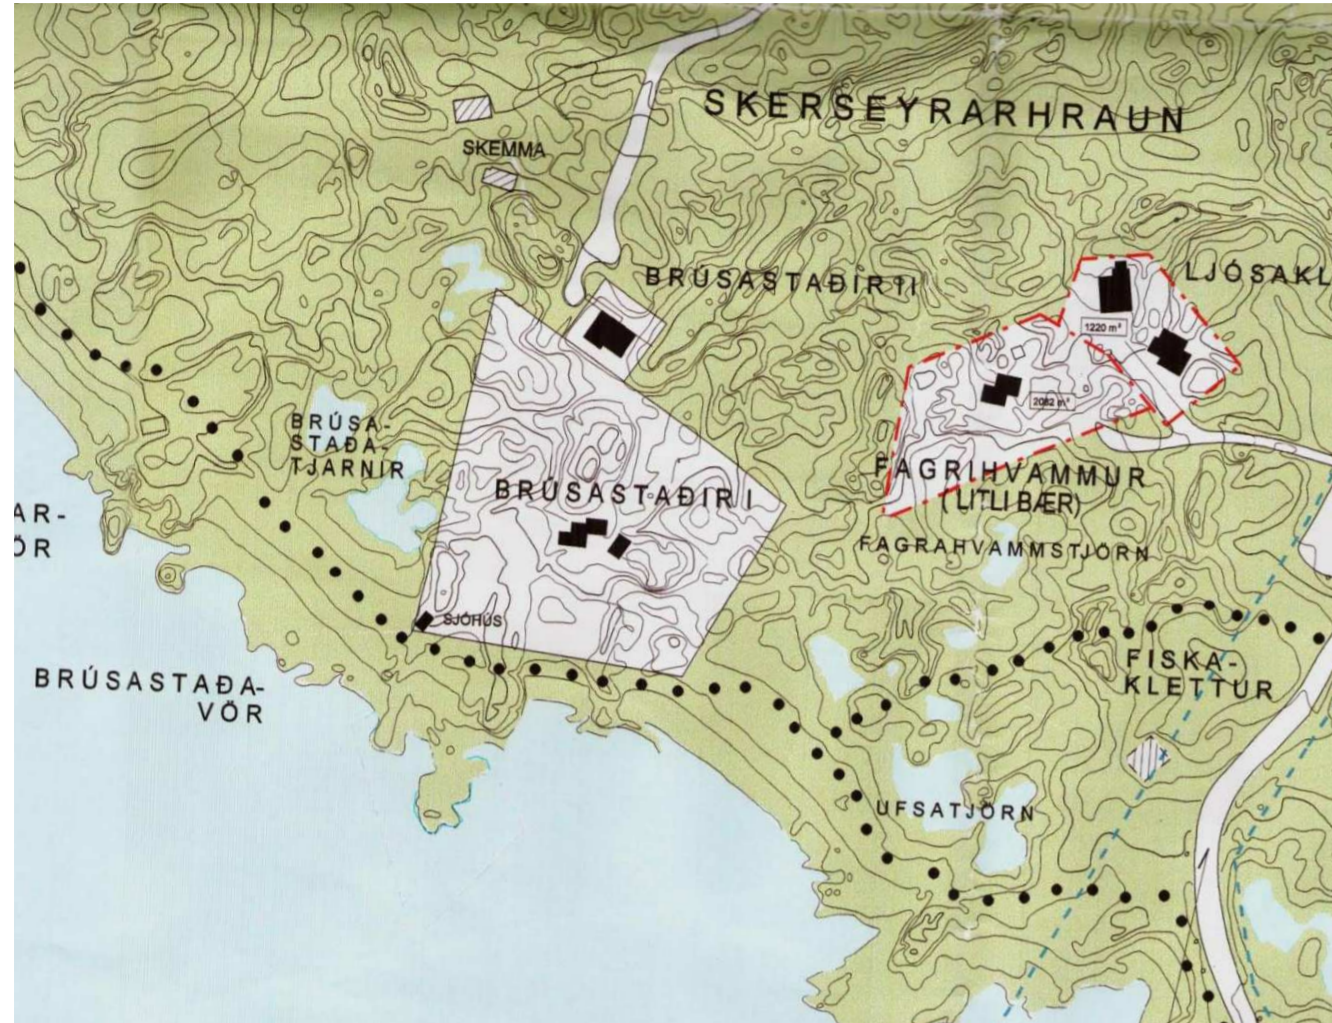 SKERSEYRARHRAUN
SKEMMA
BRÚSASTAÐIR II
LJÓSAKL
1220 m²
2082 m²
BRÚSA-
STAÐA-
TJARNIR
BRÚSASTAÐIR I
FAGRIHVAMMUR
(LITLI BÆR)
FAGRAHVAMMSTJÖRN
AR-
ÖR
SJÓHÚS
FISKA-
KLETTUR
BRÚSASTAÐA-
VÖR
UFSATJÖRN